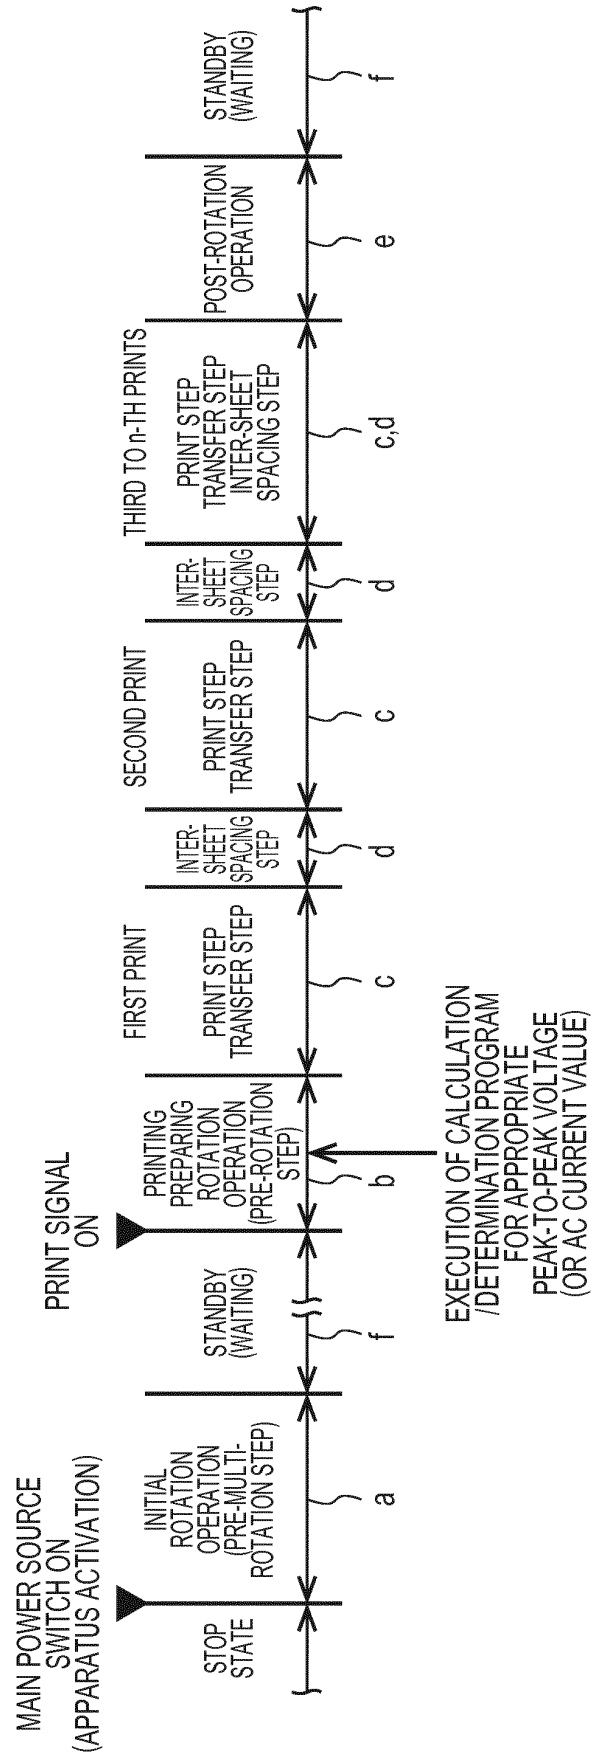 MAIN POWER SOURCE
SWITCH ON
(APPARATUS ACTIVATION)
STOP
STATE
INITIAL
ROTATION
OPERATION
(PRE-MULTI-
ROTATION STEP)
a
STANDBY
(WAITING)
f
PRINT SIGNAL
ON
PRINTING
PREPARING
ROTATION
OPERATION
(PRE-ROTATION
STEP)
b
EXECUTION OF CALCULATION
/DETERMINATION PROGRAM
FOR APPROPRIATE
PEAK-TO-PEAK VOLTAGE
(OR AC CURRENT VALUE)
FIRST PRINT
PRINT STEP
TRANSFER STEP
c
INTER-
SHEET
SPACING
STEP
d
SECOND PRINT
PRINT STEP
TRANSFER STEP
c
INTER-
SHEET
SPACING
STEP
d
THIRD TO n-TH PRINTS
PRINT STEP
TRANSFER STEP
INTER-SHEET
SPACING STEP
c,d
POST-ROTATION
OPERATION
e
STANDBY
(WAITING)
f